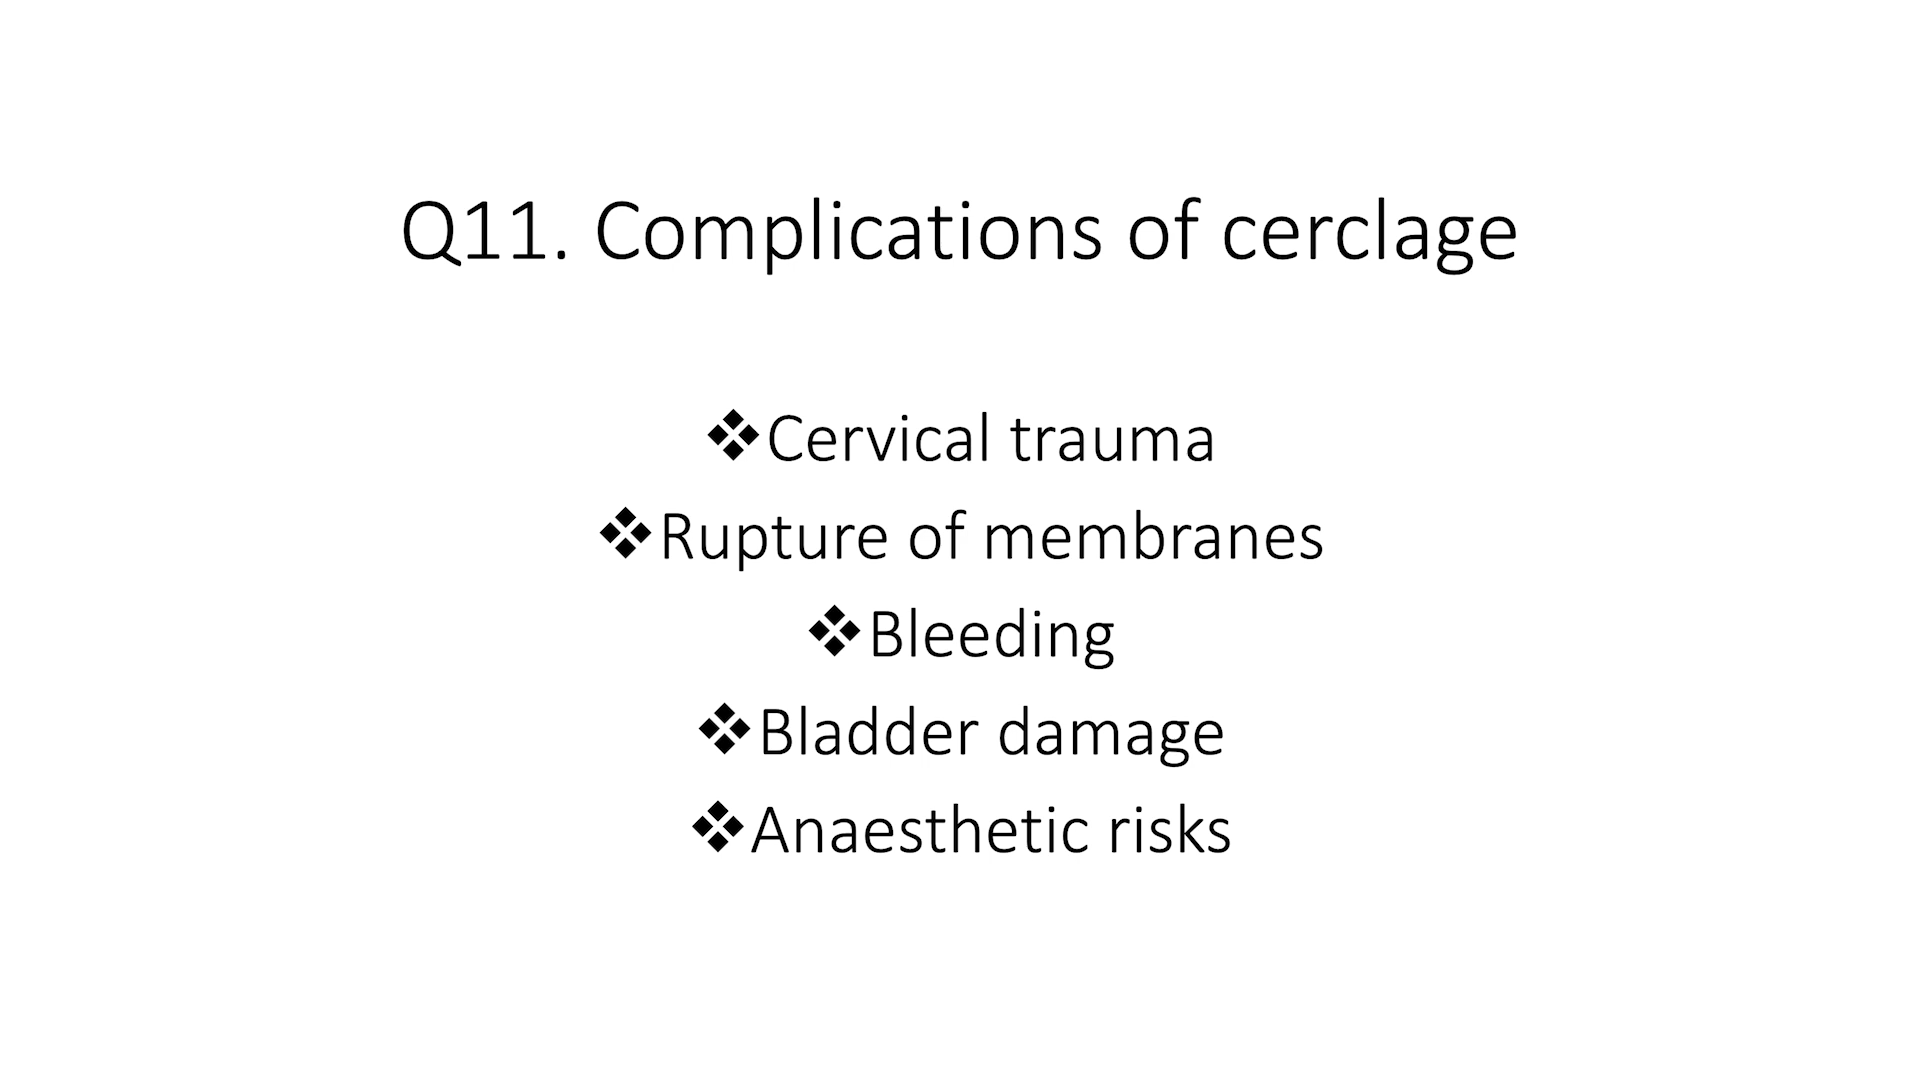 Q11. Complications of cerclage
❖Cervical trauma
❖Rupture of membranes
❖Bleeding
❖Bladder damage
❖Anaesthetic risks